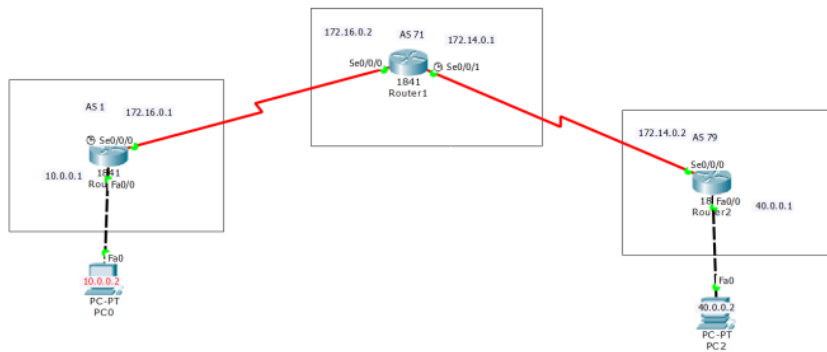 172.16.0.2
AS 71
172.14.0.1
Se0/0/0
Se0/0/1
1841
Router1
AS 1
172.16.0.1
Se0/0/0
1841
10.0.0.1
Fa0/0
Fa0
10.0.0.2
PC-PT
PC0
172.14.0.2
AS 79
Se0/0/0
18
Fa0/0
Router2
40.0.0.1
Fa0
40.0.0.2
PC-PT
PC2